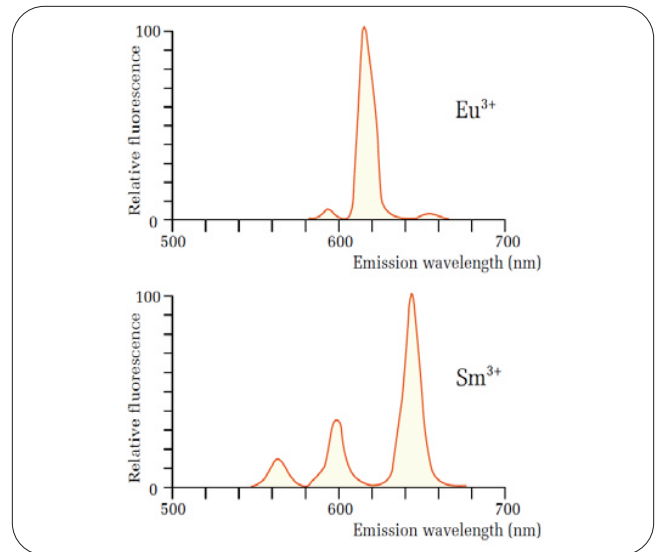 100
Relative fluorescence
Eu³⁺
0
500
600
700
Emission wavelength (nm)
100
Relative fluorescence
Sm³⁺
0
500
600
700
Emission wavelength (nm)